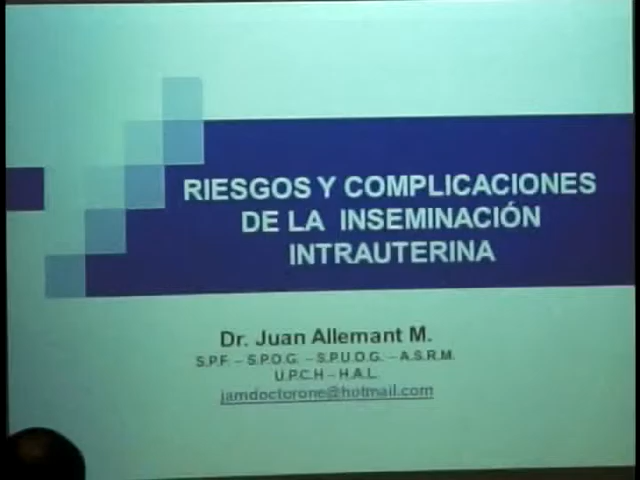 RIESGOS Y COMPLICACIONES
DE LA INSEMINACIÓN
INTRAUTERINA
Dr. Juan Allemant M.
S.P.F. – S.P.O.G. – S.P.U.O.G. – A.S.R.M.
U.P.C.H – H.A.L.
jamdoctorone@hotmail.com